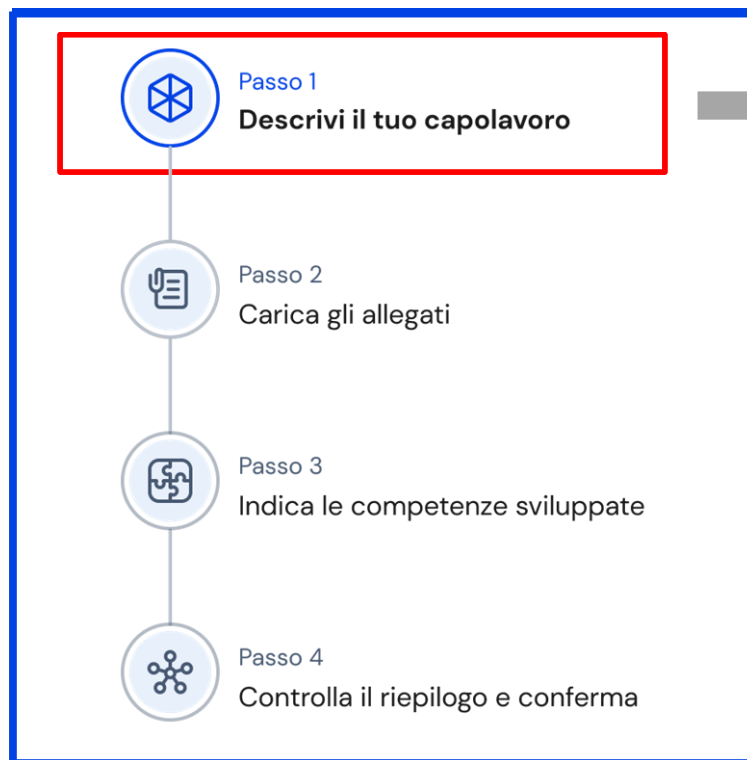 Passo 1
Descrivi il tuo capolavoro
Passo 2
Carica gli allegati
Passo 3
Indica le competenze sviluppate
Passo 4
Controlla il riepilogo e conferma